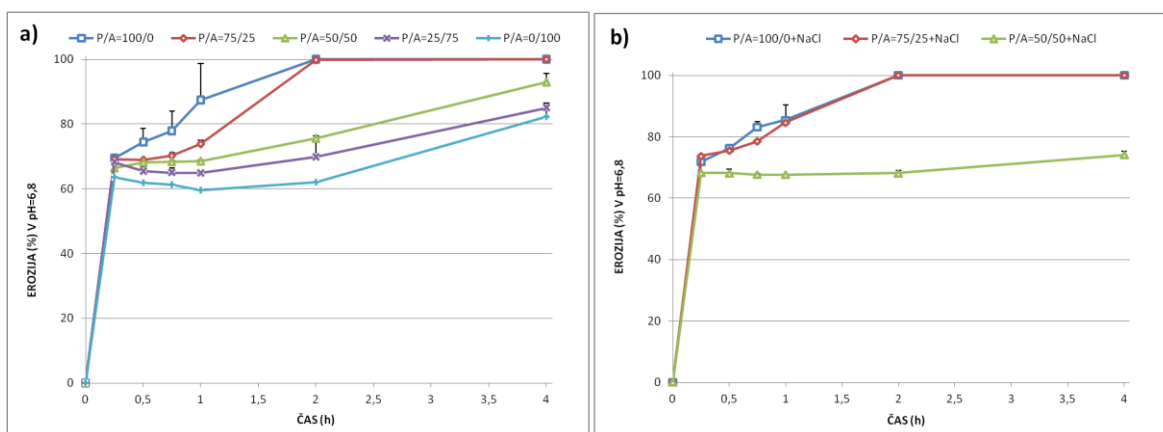 a)
P/A=100/0 P/A=75/25 P/A=50/50 P/A=25/75 P/A=0/100
100
80
60
40
20
0
EROZIJA (%) V pH=6,8
0 0,5 1 1,5 2 2,5 3 3,5 4
ČAS (h)
b)
P/A=100/0+NaCl P/A=75/25+NaCl P/A=50/50+NaCl
100
80
60
40
20
0
EROZIJA (%) V pH=6,8
0 0,5 1 1,5 2 2,5 3 3,5 4
ČAS (h)